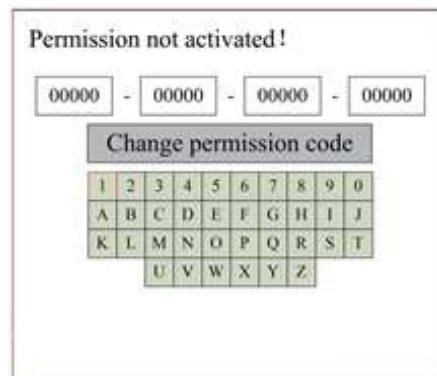 Permission not activated!
00000 - 00000 - 00000 - 00000
Change permission code
1 2 3 4 5 6 7 8 9 0
A B C D E F G H I J
K L M N O P Q R S T
U V W X Y Z